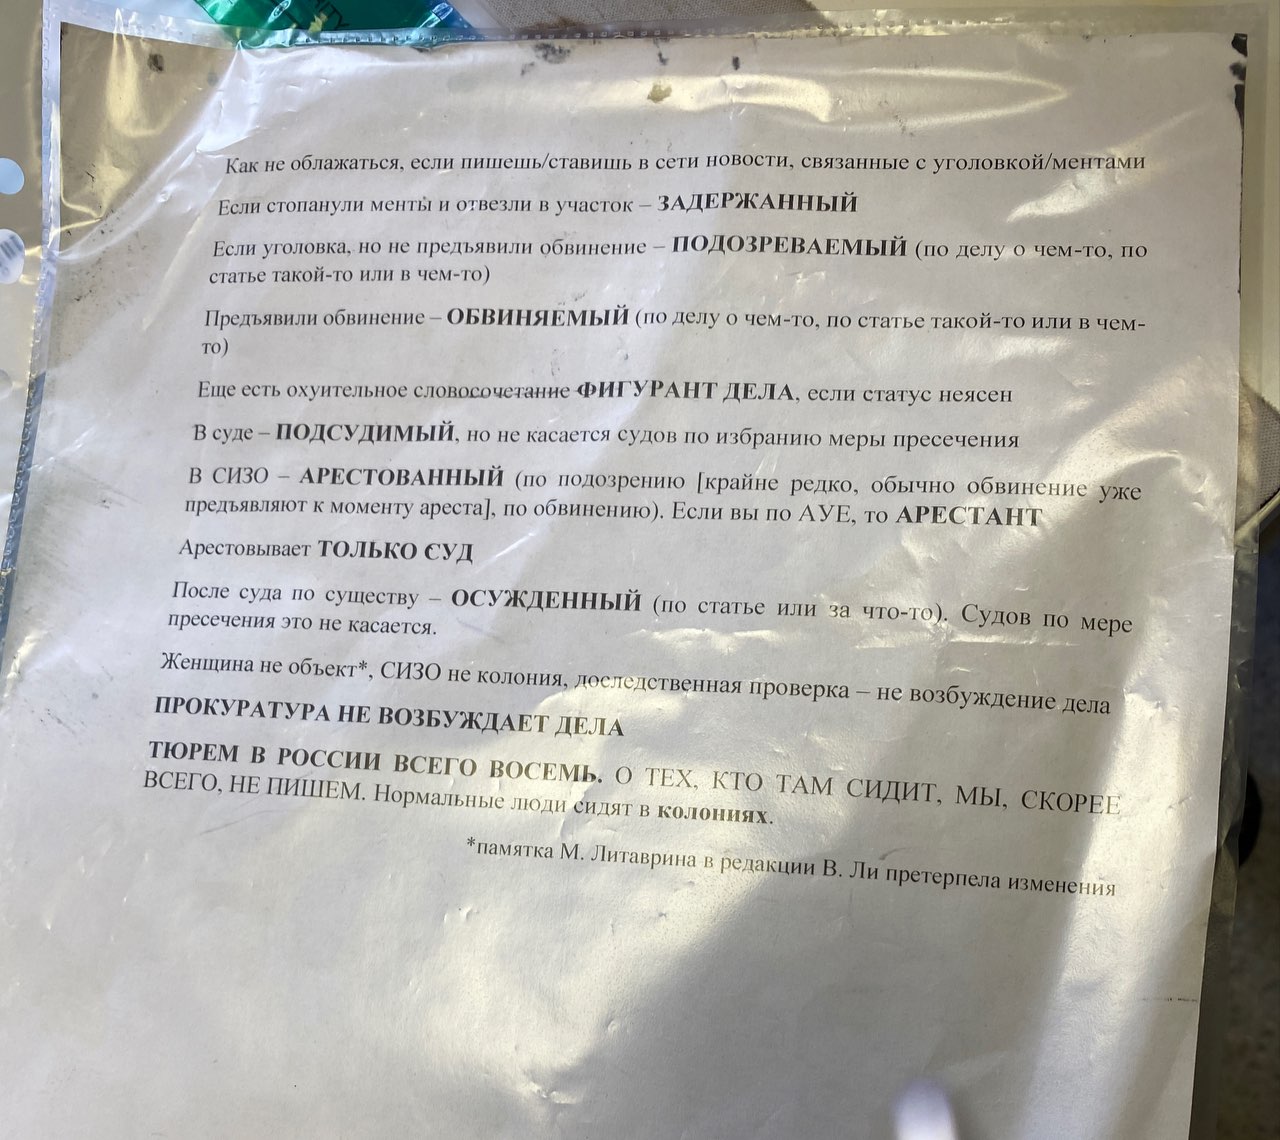 Как не облажаться, если пишешь/ставишь в сети новости, связанные с уголовкой/ментами
Если стопанули менты и отвезли в участок – ЗАДЕРЖАННЫЙ
Если уголовка, но не предъявили обвинение – ПОДОЗРЕВАЕМЫЙ (по делу о чем-то, по
статье такой-то или в чем-то)
Предъявили обвинение – ОБВИНЯЕМЫЙ (по делу о чем-то, по статье такой-то или в чем-
то)
Еще есть охуительное словосочетание ФИГУРАНТ ДЕЛА, если статус неясен
В суде – ПОДСУДИМЫЙ, но не касается судов по избранию меры пресечения
В СИЗО – АРЕСТОВАННЫЙ (по подозрению [крайне редко, обычно обвинение уже
предъявляют к моменту ареста], по обвинению). Если вы по АУЕ, то АРЕСТАНТ
Арестовывает ТОЛЬКО СУД
После суда по существу – ОСУЖДЕННЫЙ (по статье или за что-то). Судов по мере
пресечения это не касается.
Женщина не объект*, СИЗО не колония, доследственная проверка – не возбуждение дела
ПРОКУРАТУРА НЕ ВОЗБУЖДАЕТ ДЕЛА
ТЮРЕМ В РОССИИ ВСЕГО ВОСЕМЬ. О ТЕХ, КТО ТАМ СИДИТ, МЫ, СКОРЕЕ
ВСЕГО, НЕ ПИШЕМ. Нормальные люди сидят в колониях.
*памятка М. Литаврина в редакции В. Ли претерпела изменения